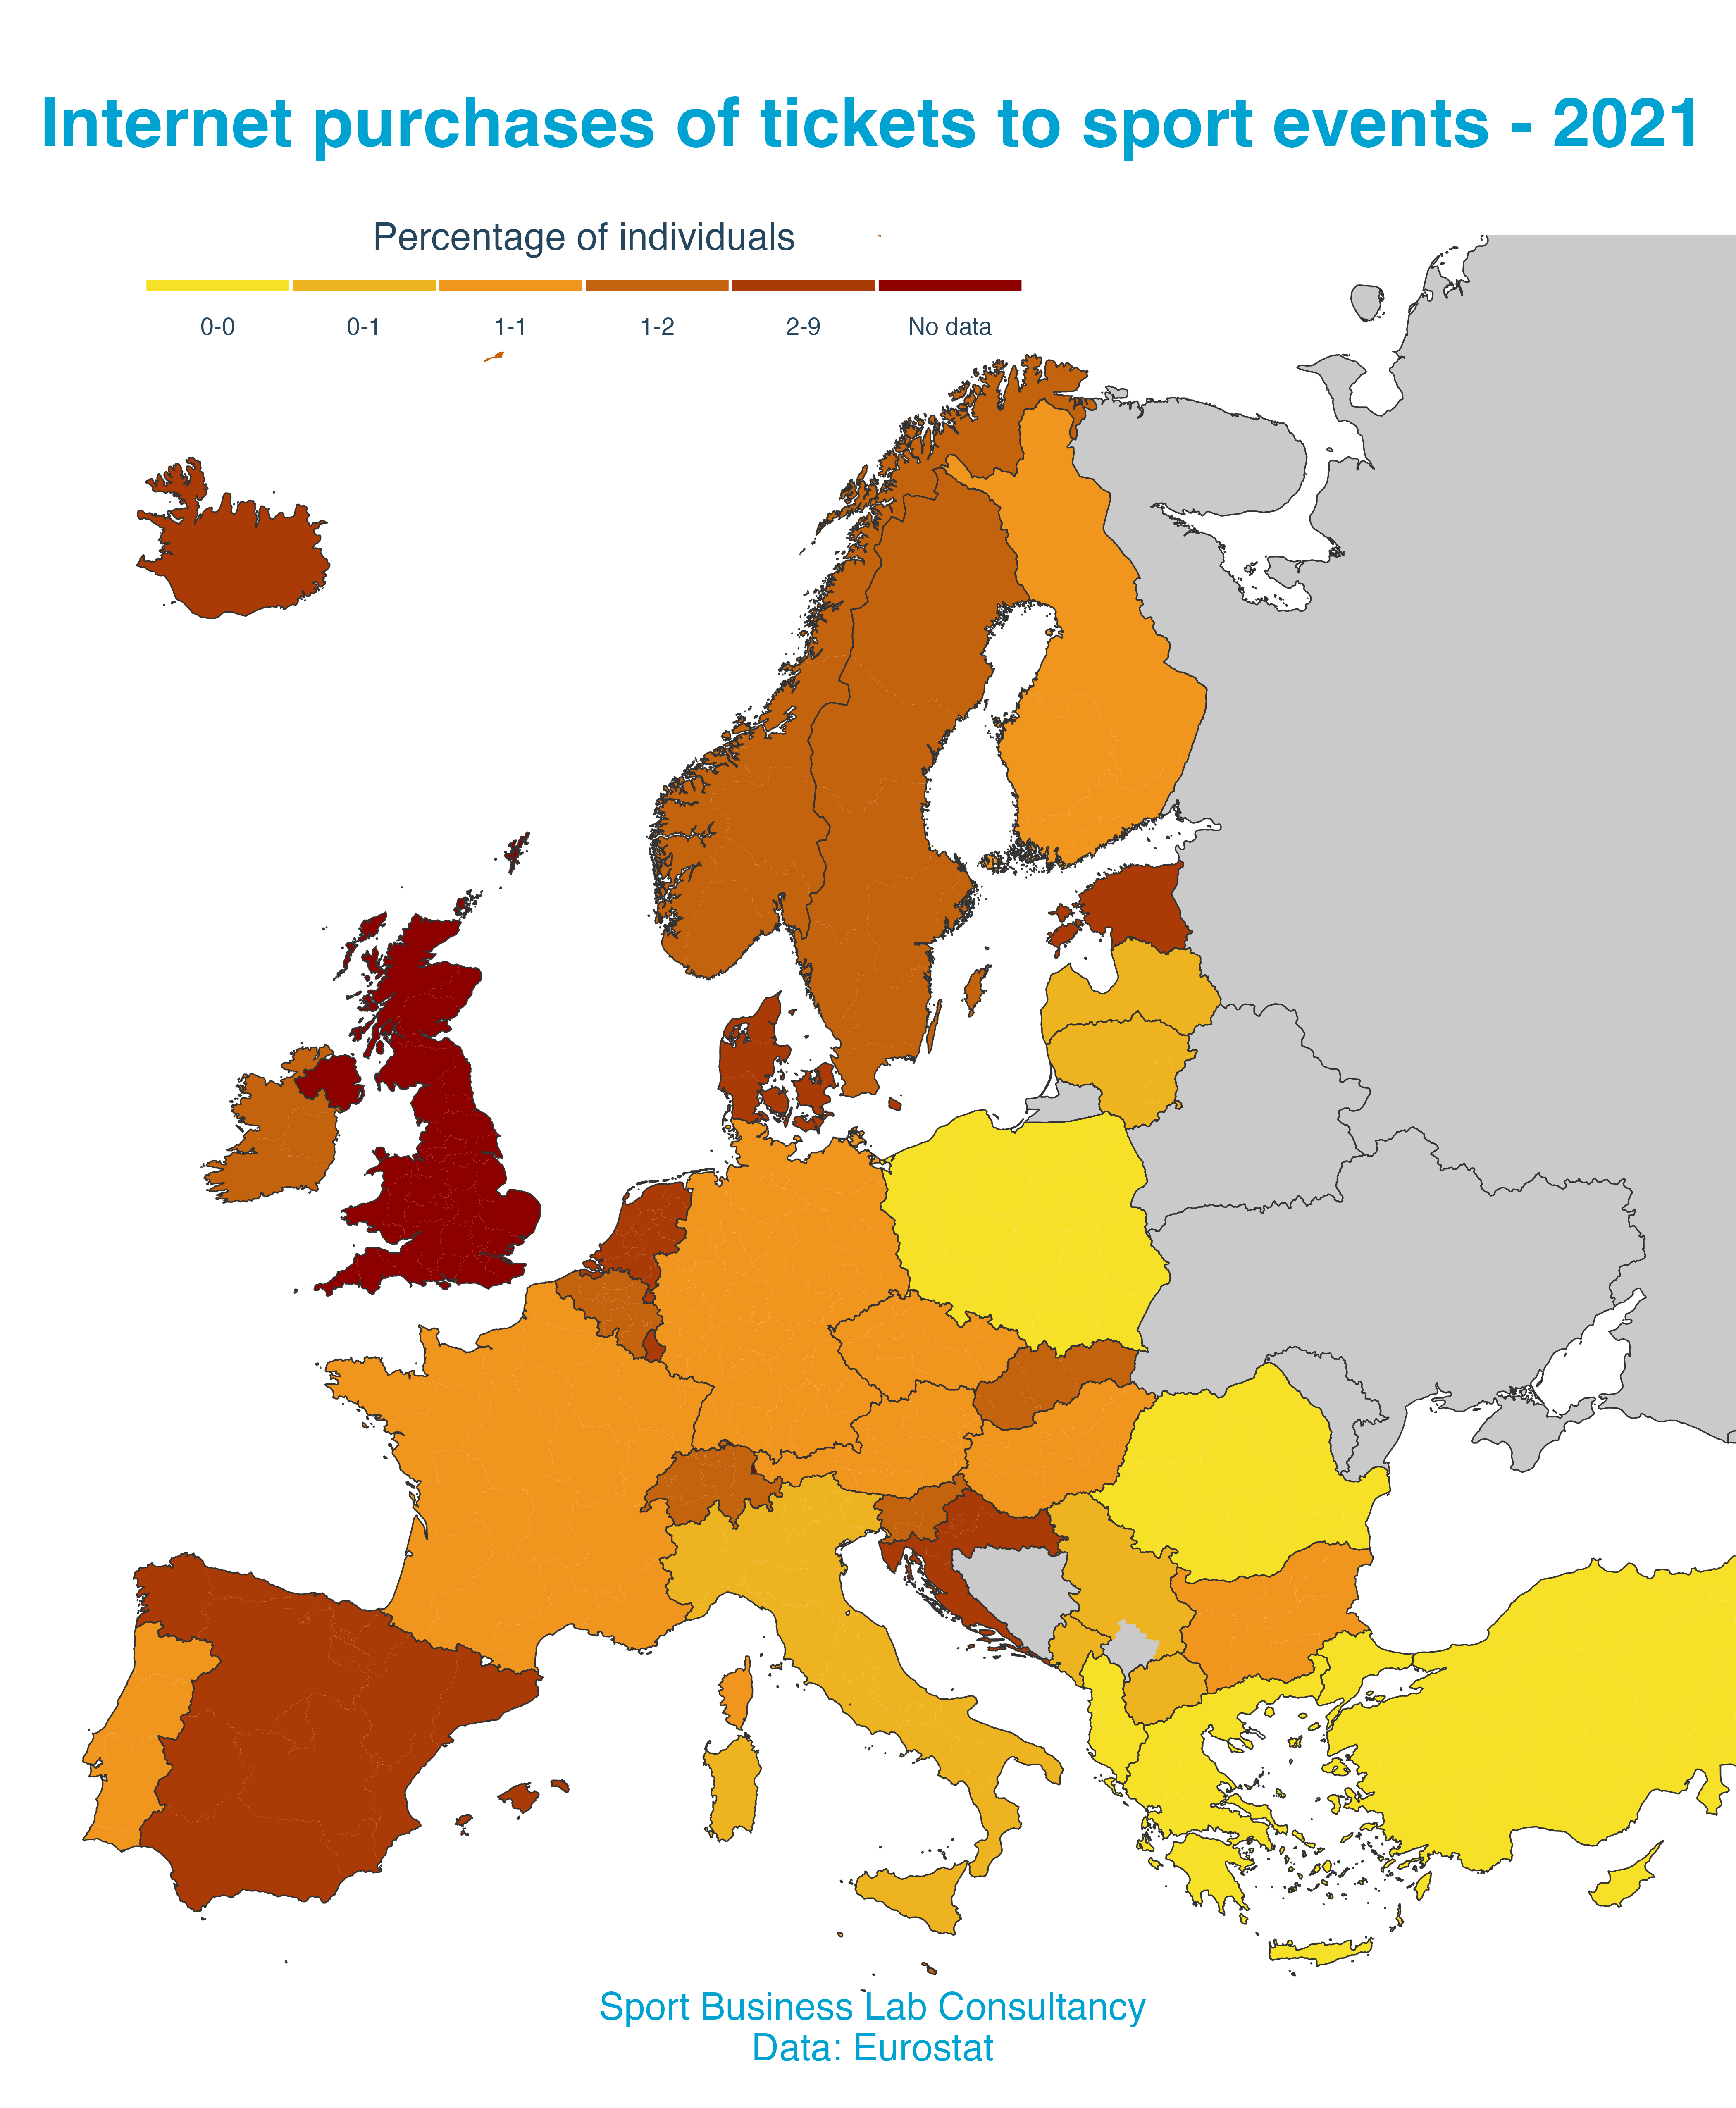 Internet purchases of tickets to sport events - 2021
Percentage of individuals
0-0 0-1 1-1 1-2 2-9 No data
Sport Business Lab Consultancy
Data: Eurostat